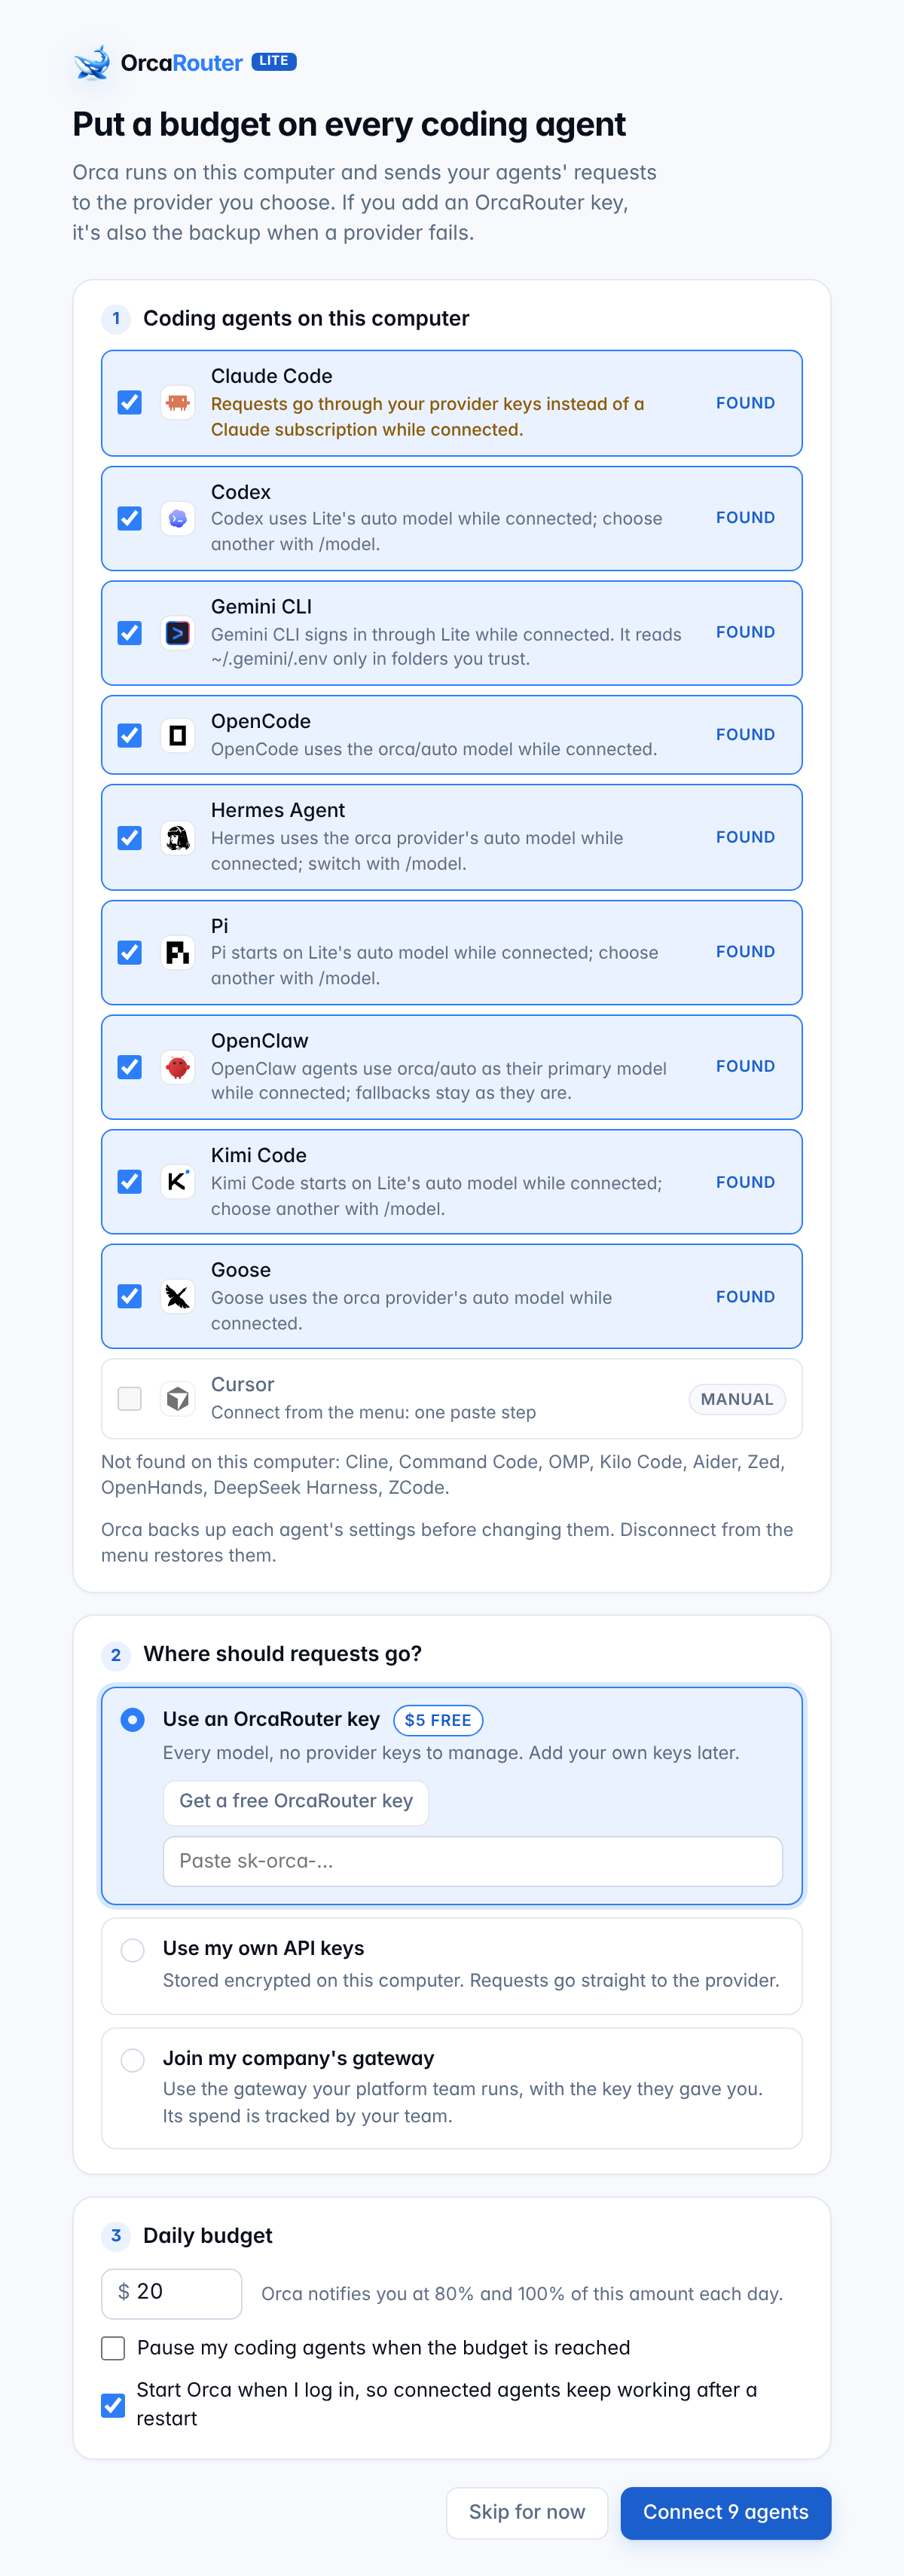 OrcaRouter LITE
Put a budget on every coding agent
Orca runs on this computer and sends your agents' requests
to the provider you choose. If you add an OrcaRouter key,
it's also the backup when a provider fails.
1 Coding agents on this computer
Claude Code
Requests go through your provider keys instead of a
Claude subscription while connected.
FOUND
Codex
Codex uses Lite's auto model while connected; choose
another with /model.
FOUND
Gemini CLI
Gemini CLI signs in through Lite while connected. It reads
~/.gemini/.env only in folders you trust.
FOUND
OpenCode
OpenCode uses the orca/auto model while connected.
FOUND
Hermes Agent
Hermes uses the orca provider's auto model while
connected; switch with /model.
FOUND
Pi
Pi starts on Lite's auto model while connected; choose
another with /model.
FOUND
OpenClaw
OpenClaw agents use orca/auto as their primary model
while connected; fallbacks stay as they are.
FOUND
Kimi Code
Kimi Code starts on Lite's auto model while connected;
choose another with /model.
FOUND
Goose
Goose uses the orca provider's auto model while
connected.
FOUND
Cursor
Connect from the menu: one paste step
MANUAL
Not found on this computer: Cline, Command Code, OMP, Kilo Code, Aider, Zed,
OpenHands, DeepSeek Harness, ZCode.
Orca backs up each agent's settings before changing them. Disconnect from the
menu restores them.
2 Where should requests go?
Use an OrcaRouter key $5 FREE
Every model, no provider keys to manage. Add your own keys later.
Get a free OrcaRouter key
Paste sk-orca-...
Use my own API keys
Stored encrypted on this computer. Requests go straight to the provider.
Join my company's gateway
Use the gateway your platform team runs, with the key they gave you.
Its spend is tracked by your team.
3 Daily budget
$ 20
Orca notifies you at 80% and 100% of this amount each day.
Pause my coding agents when the budget is reached
Start Orca when I log in, so connected agents keep working after a
restart
Skip for now
Connect 9 agents